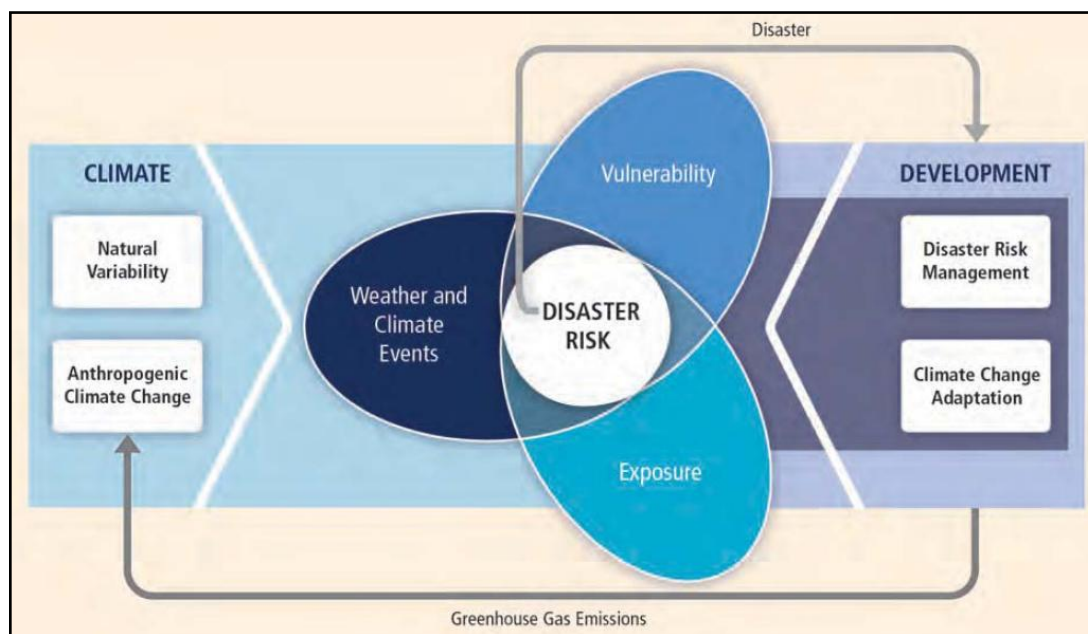 Disaster
CLIMATE
Natural
Variability
Anthropogenic
Climate Change
Vulnerability
Weather and
Climate
Events
DISASTER
RISK
Exposure
DEVELOPMENT
Disaster Risk
Management
Climate Change
Adaptation
Greenhouse Gas Emissions